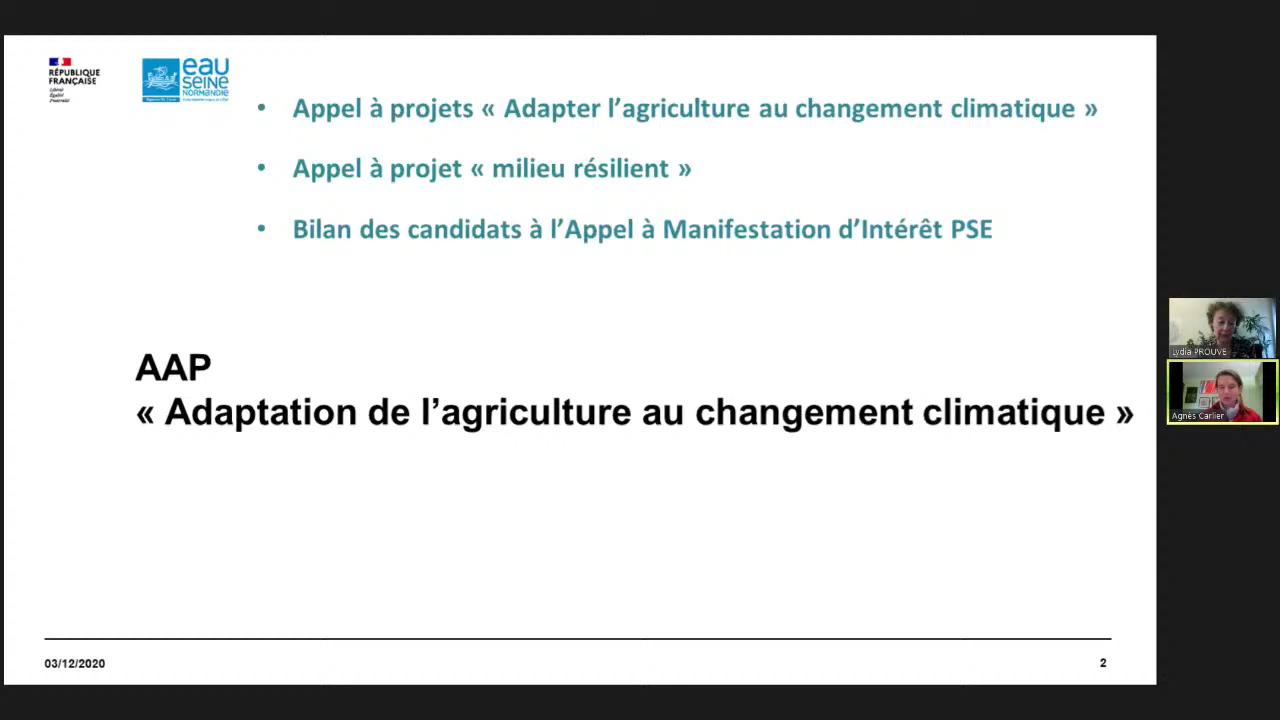 RÉPUBLIQUE
FRANÇAISE
Liberté
Égalité
Fraternité
eau
SEINE
NORMANDIE
• Appel à projets « Adapter l’agriculture au changement climatique »
• Appel à projet « milieu résilient »
• Bilan des candidats à l’Appel à Manifestation d’Intérêt PSE
AAP
« Adaptation de l’agriculture au changement climatique »
Lydia PROUVE
Agnès Carlier
03/12/2020
2